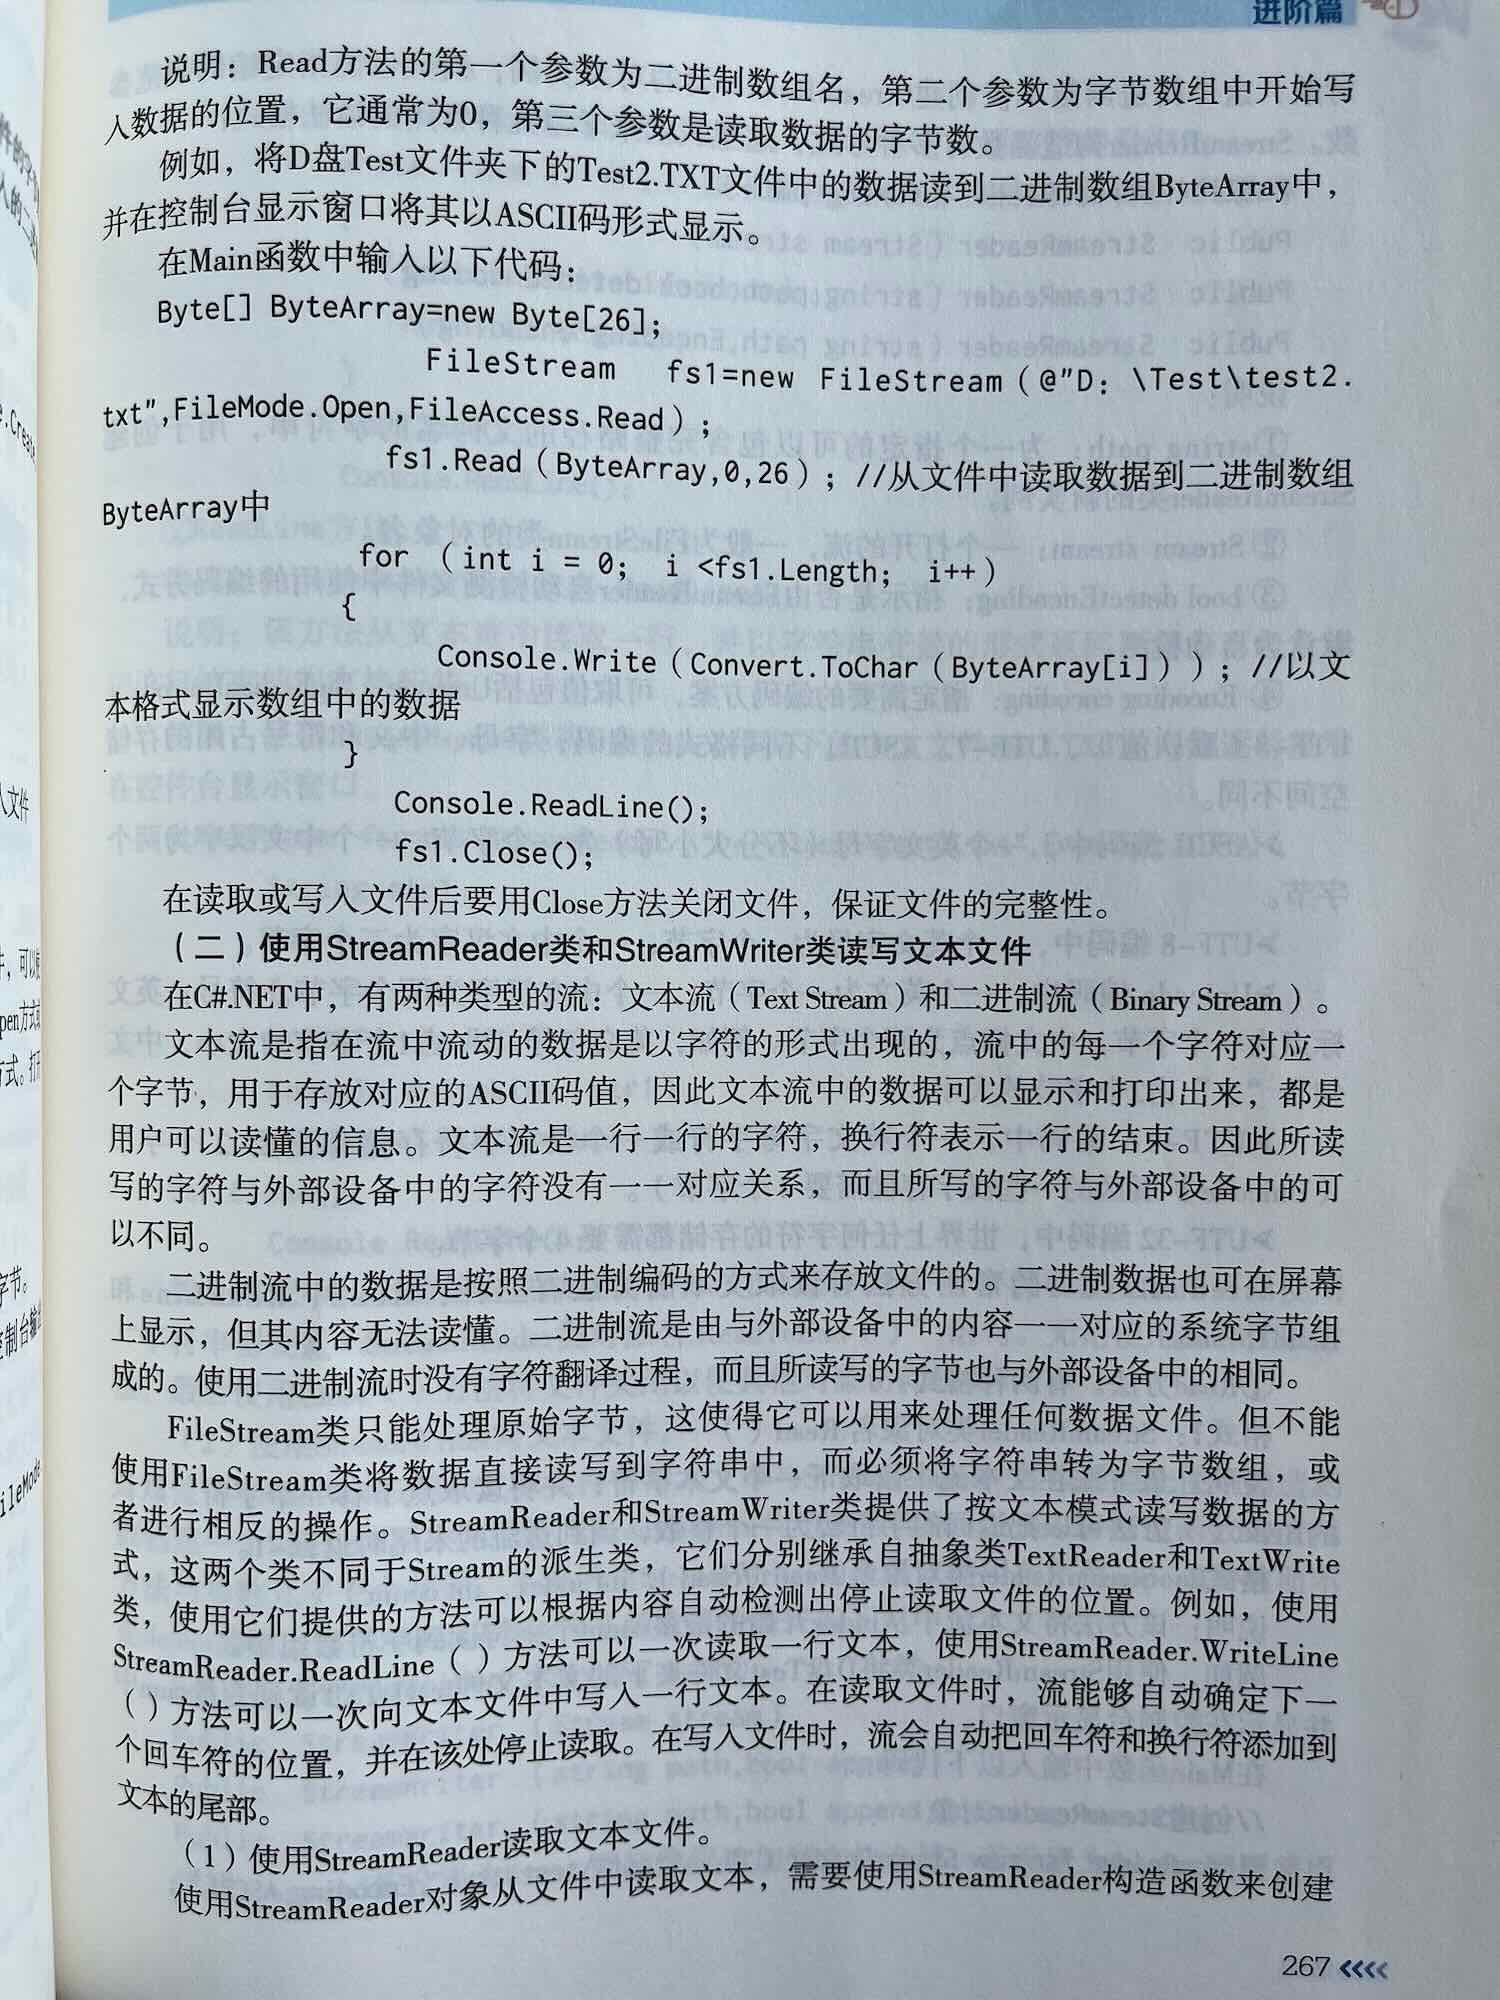 进阶篇
说明：Read方法的第一个参数为二进制数组名，第二个参数为字节数组中开始写
入数据的位置，它通常为0，第三个参数是读取数据的字节数。
例如，将D盘Test文件夹下的Test2.TXT文件中的数据读到二进制数组ByteArray中，
并在控制台显示窗口将其以ASCII码形式显示。
在Main函数中输入以下代码：
Byte[] ByteArray=new Byte[26];
FileStream fs1=new FileStream（@"D：\Test\test2.
txt",FileMode.Open,FileAccess.Read）；
fs1.Read（ByteArray,0,26）；//从文件中读取数据到二进制数组
ByteArray中
for （int i = 0； i <fs1.Length； i++）
{
Console.Write（Convert.ToChar（ByteArray[i]））；//以文
本格式显示数组中的数据
}
Console.ReadLine();
fs1.Close();
在读取或写入文件后要用Close方法关闭文件，保证文件的完整性。
（二）使用StreamReader类和StreamWriter类读写文本文件
在C#.NET中，有两种类型的流：文本流（Text Stream）和二进制流（Binary Stream）。
文本流是指在流中流动的数据是以字符的形式出现的，流中的每一个字符对应一
个字节，用于存放对应的ASCII码值，因此文本流中的数据可以显示和打印出来，都是
用户可以读懂的信息。文本流是一行一行的字符，换行符表示一行的结束。因此所读
写的字符与外部设备中的字符没有一一对应关系，而且所写的字符与外部设备中的可
以不同。
二进制流中的数据是按照二进制编码的方式来存放文件的。二进制数据也可在屏幕
上显示，但其内容无法读懂。二进制流是由与外部设备中的内容一一对应的系统字节组
成的。使用二进制流时没有字符翻译过程，而且所读写的字节也与外部设备中的相同。
FileStream类只能处理原始字节，这使得它可以用来处理任何数据文件。但不能
使用FileStream类将数据直接读写到字符串中，而必须将字符串转为字节数组，或
者进行相反的操作。StreamReader和StreamWriter类提供了按文本模式读写数据的方
式，这两个类不同于Stream的派生类，它们分别继承自抽象类TextReader和TextWrite
类，使用它们提供的方法可以根据内容自动检测出停止读取文件的位置。例如，使用
StreamReader.ReadLine（）方法可以一次读取一行文本，使用StreamReader.WriteLine
（）方法可以一次向文本文件中写入一行文本。在读取文件时，流能够自动确定下一
个回车符的位置，并在该处停止读取。在写入文件时，流会自动把回车符和换行符添加到
文本的尾部。
（1）使用StreamReader读取文本文件。
使用StreamReader对象从文件中读取文本，需要使用StreamReader构造函数来创建
267